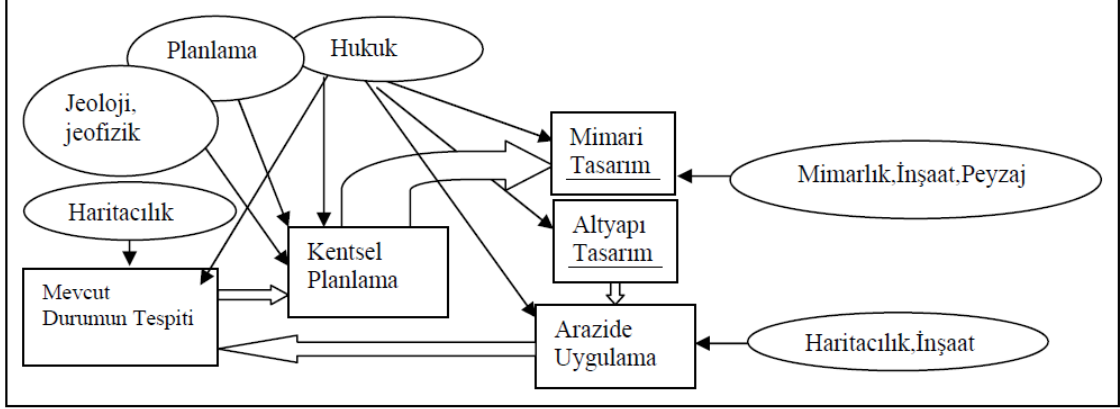 Planlama
Hukuk
Jeoloji,
jeofizik
Mimari
Tasarım
Mimarlık,İnşaat,Peyzaj
Haritacılık
Altyapı
Tasarım
Kentsel
Planlama
Mevcut
Durumun Tespiti
Arazide
Uygulama
Haritacılık,İnşaat